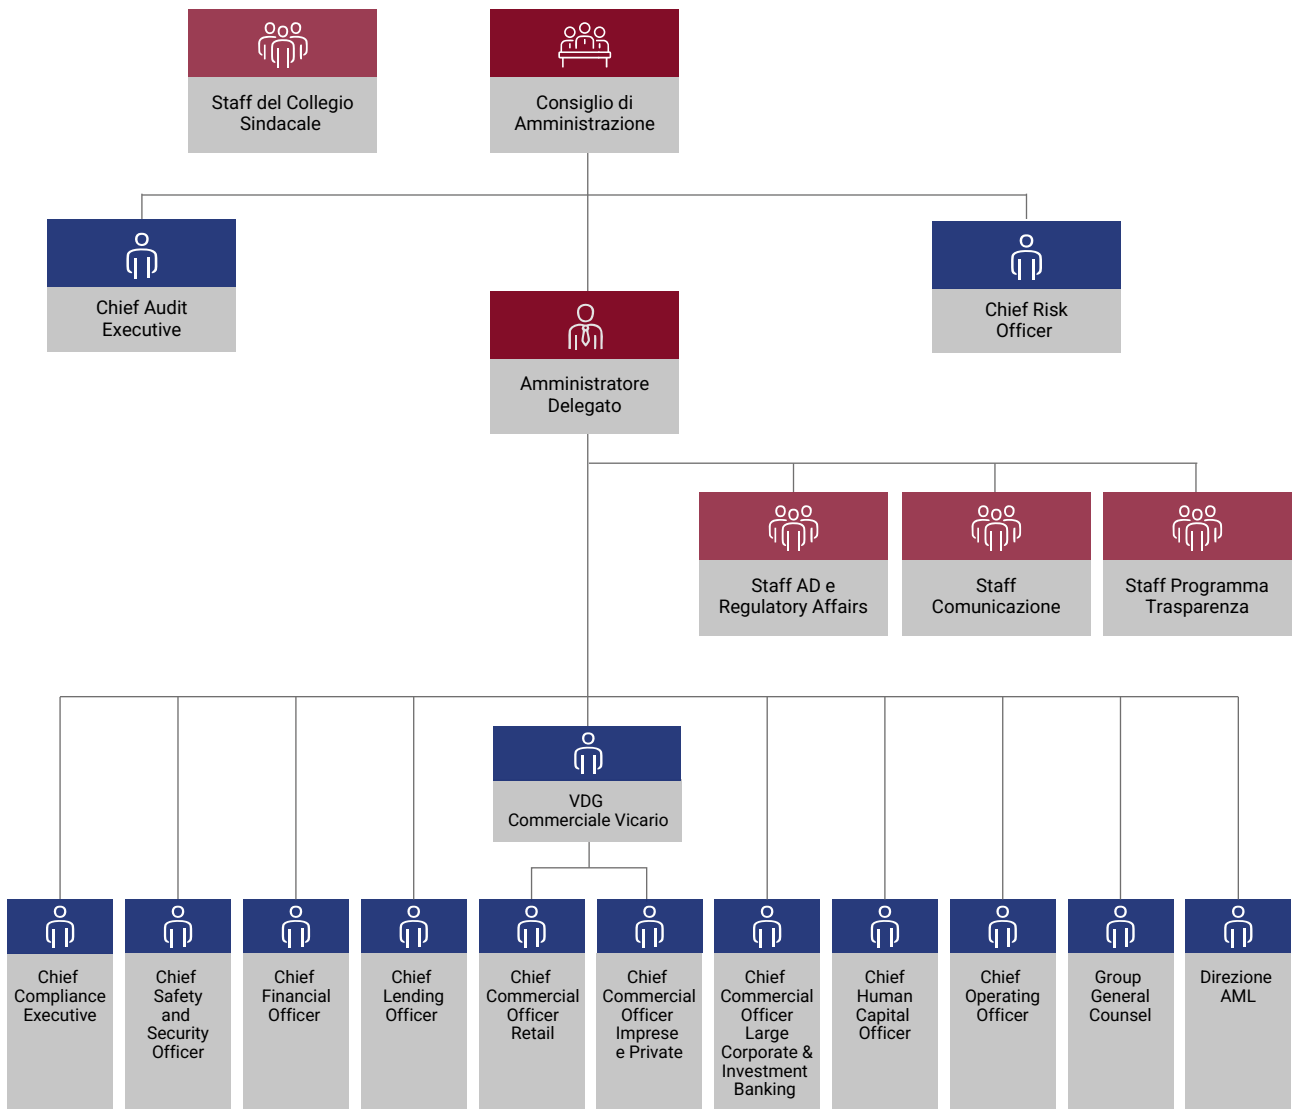 Staff del Collegio
Sindacale
Consiglio di
Amministrazione
Chief Audit
Executive
Chief Risk
Officer
Amministratore
Delegato
Staff AD e
Regulatory Affairs
Staff
Comunicazione
Staff Programma
Trasparenza
VDG
Commerciale Vicario
Chief
Compliance
Executive
Chief
Safety
and
Security
Officer
Chief
Financial
Officer
Chief
Lending
Officer
Chief
Commercial
Officer
Retail
Chief
Commercial
Officer
Imprese
e Private
Chief
Commercial
Officer
Large
Corporate &
Investment
Banking
Chief
Human
Capital
Officer
Chief
Operating
Officer
Group
General
Counsel
Direzione
AML